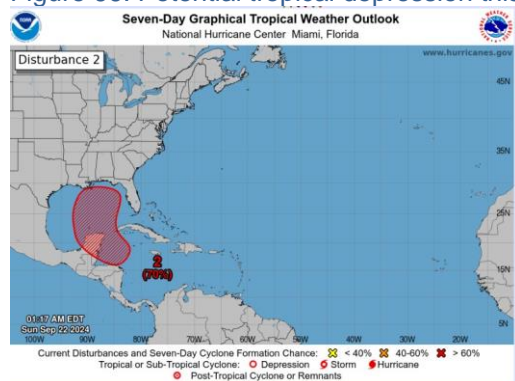 Seven-Day Graphical Tropical Weather Outlook
National Hurricane Center Miami, Florida
www.hurricanes.gov
Disturbance 2
45N
35N
25N
15N
5N
2
(70%)
01:17 AM EDT
Sun Sep 22 2024
100W 90W 80W 70W 60W 50W 40W 30W 20W 10W
Current Disturbances and Seven-Day Cyclone Formation Chance: < 40% 40-60% > 60%
Tropical or Sub-Tropical Cyclone: Depression Storm Hurricane
Post-Tropical Cyclone or Remnants